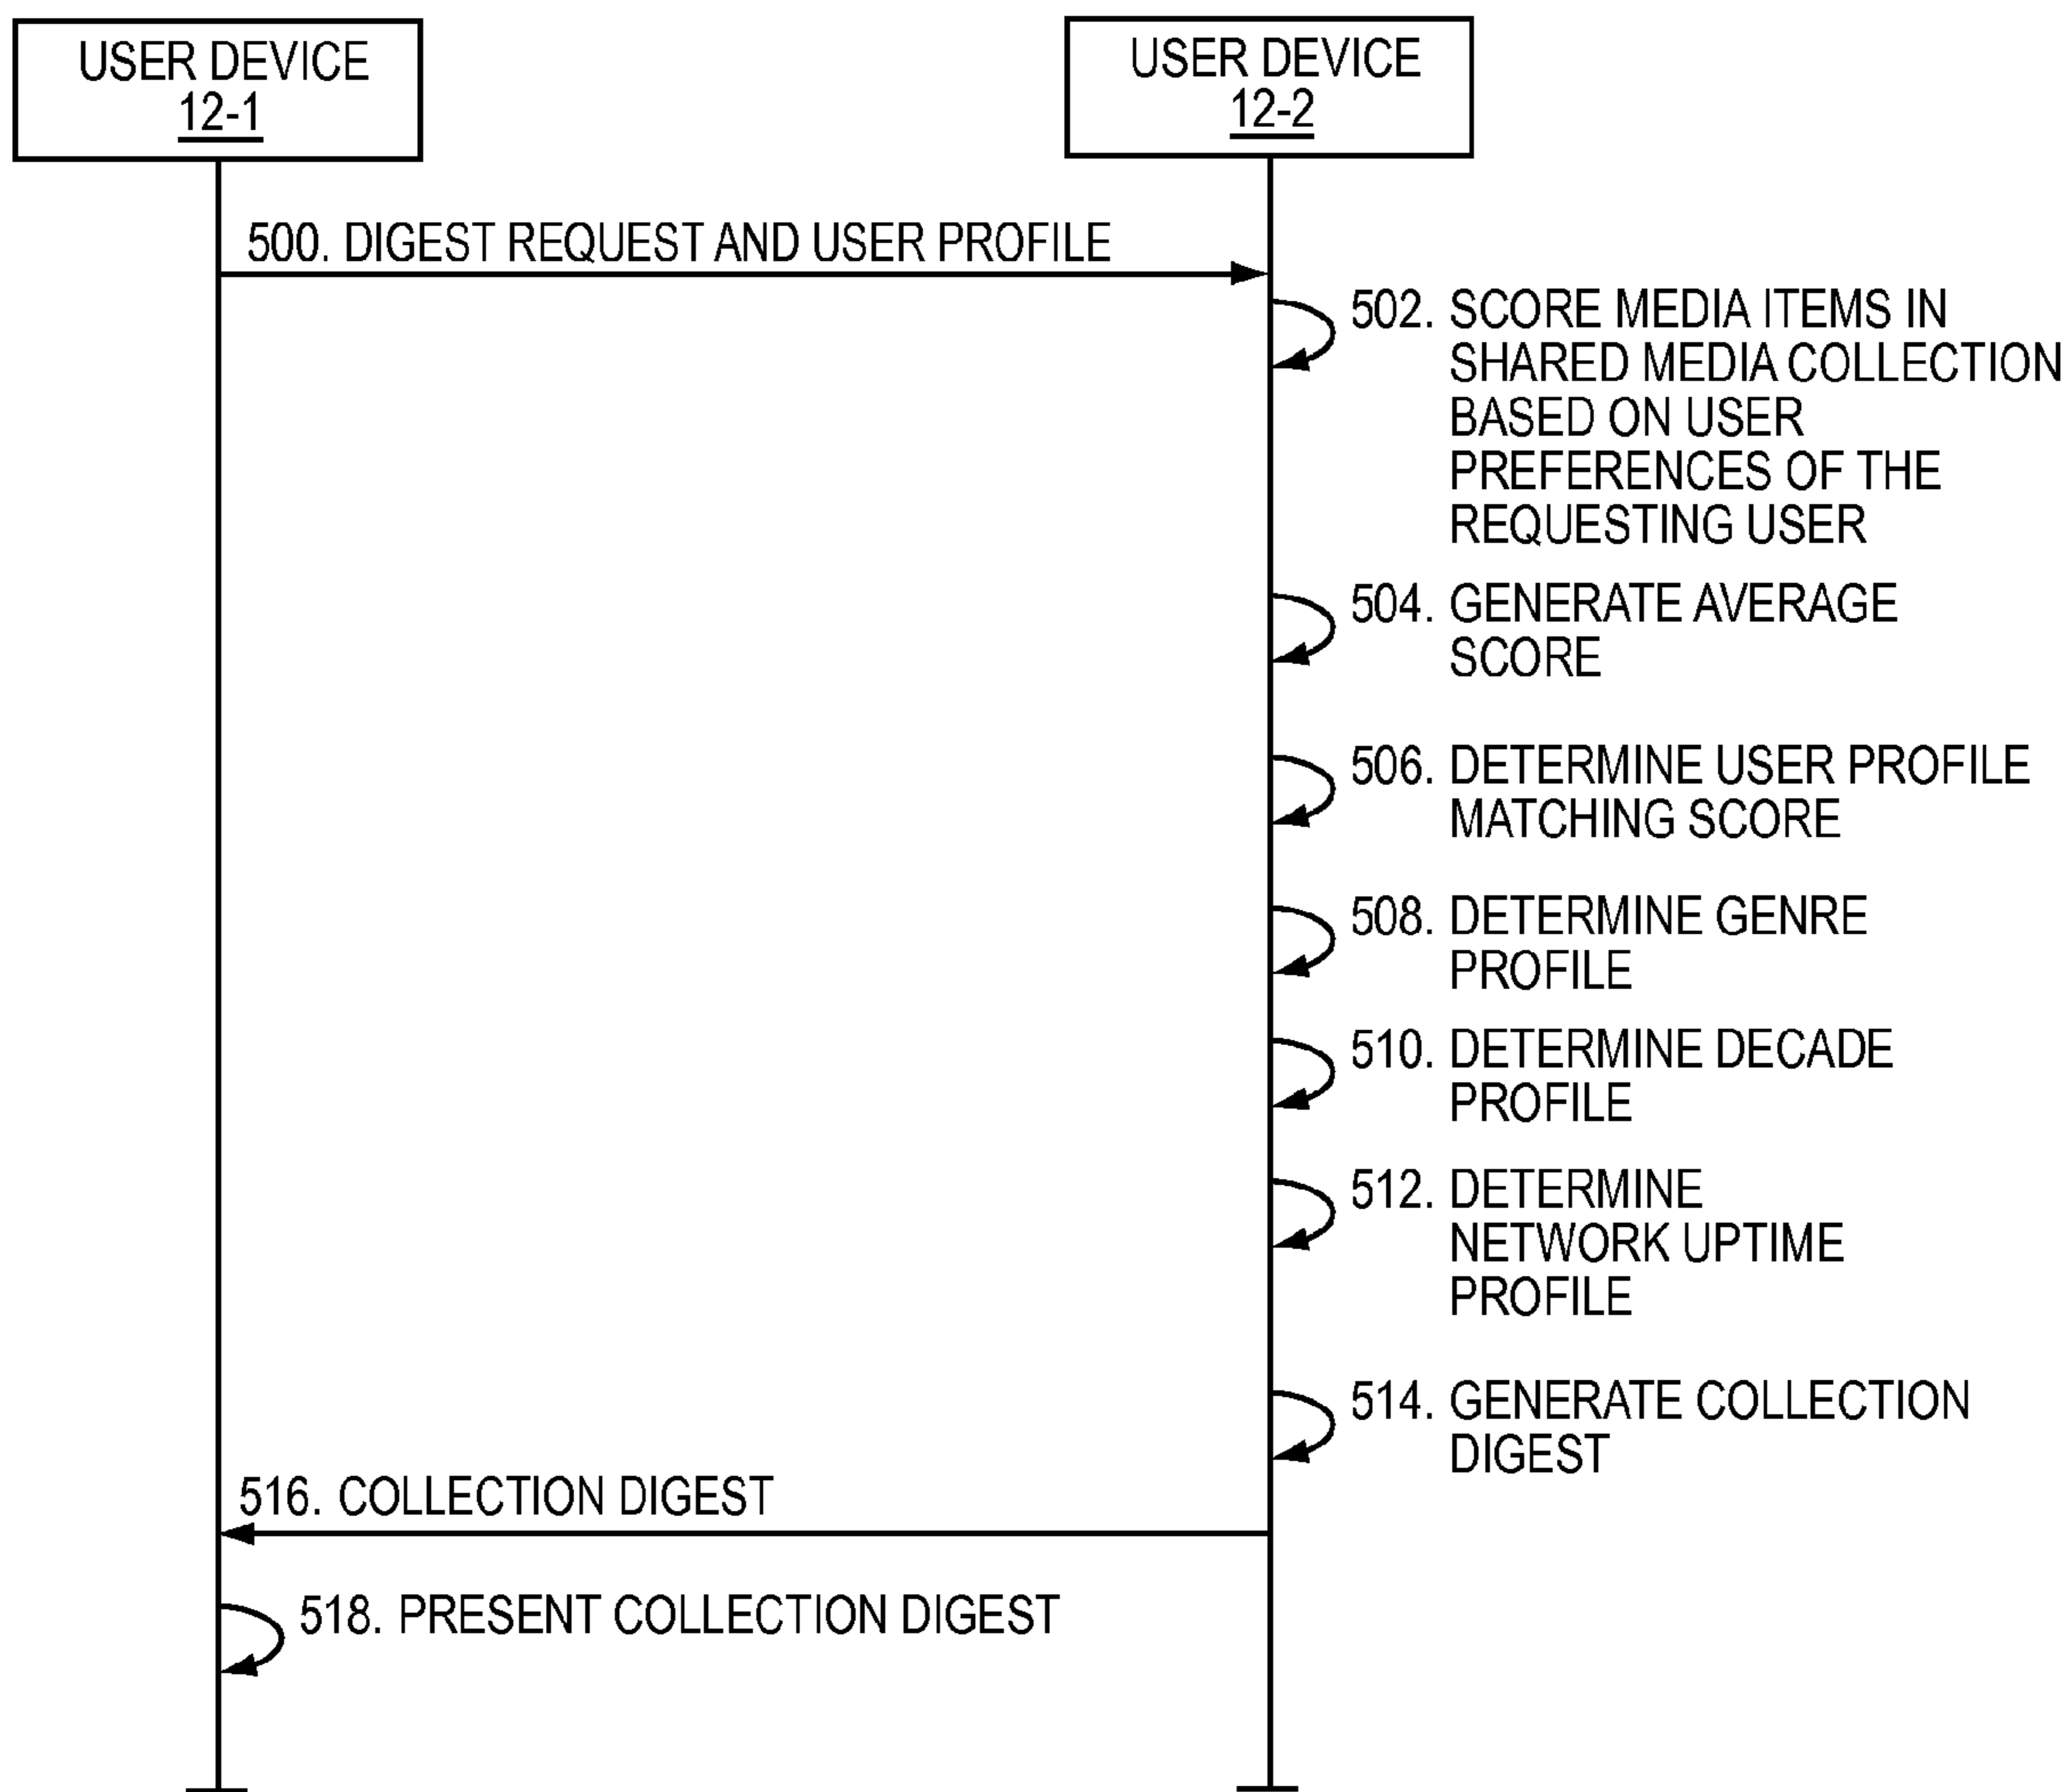 USER DEVICE
12-1
USER DEVICE
12-2
500. DIGEST REQUEST AND USER PROFILE
502. SCORE MEDIA ITEMS IN
SHARED MEDIA COLLECTION
BASED ON USER
PREFERENCES OF THE
REQUESTING USER
504. GENERATE AVERAGE
SCORE
506. DETERMINE USER PROFILE
MATCHING SCORE
508. DETERMINE GENRE
PROFILE
510. DETERMINE DECADE
PROFILE
512. DETERMINE
NETWORK UPTIME
PROFILE
514. GENERATE COLLECTION
DIGEST
516. COLLECTION DIGEST
518. PRESENT COLLECTION DIGEST